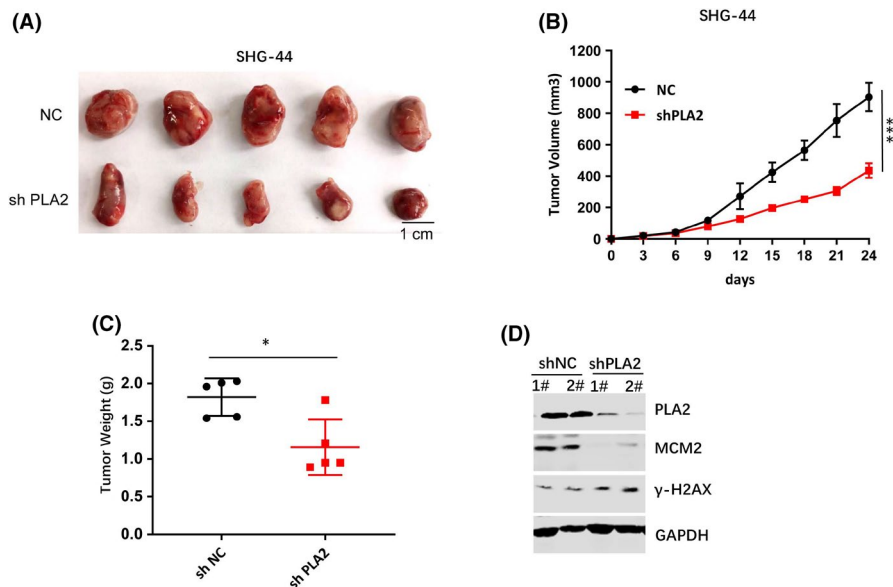 (A)
SHG-44
NC
sh PLA2
1 cm
(B)
SHG-44
Tumor Volume (mm3)
1200
1000
800
600
400
200
0
NC
shPLA2
***
0 3 6 9 12 15 18 21 24
days
(C)
Tumor Weight (g)
2.5
2.0
1.5
1.0
0.5
0.0
*
sh NC
sh PLA2
(D)
shNC shPLA2
1# 2# 1# 2#
PLA2
MCM2
γ-H2AX
GAPDH